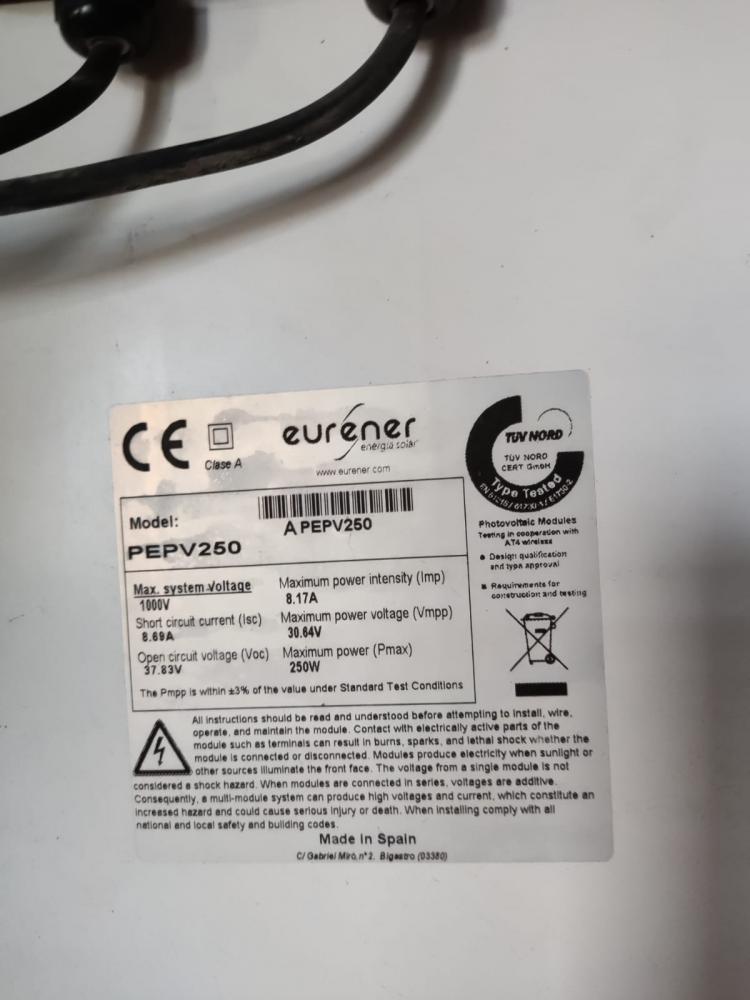 CE
Clase A
eurener
energía solar
www.eurener.com
TÜV NORD
TÜV NORD
CERT GmbH
Type Tested
EN 61215 / 61730-1 / 61730-2
Model:
PEPV250
A PEPV250
Photovoltaic Modules
Testing in cooperation with
AT4 wireless
Design qualification
and type approval
Requirements for
construction and testing
Max. system Voltage
1000V
Maximum power intensity (Imp)
8.17A
Short circuit current (Isc)
8.69A
Maximum power voltage (Vmpp)
30.64V
Open circuit voltage (Voc)
37.83V
Maximum power (Pmax)
250W
The Pmpp is within ±3% of the value under Standard Test Conditions
All instructions should be read and understood before attempting to install, wire,
operate, and maintain the module. Contact with electrically active parts of the
module such as terminals can result in burns, sparks, and lethal shock whether the
module is connected or disconnected. Modules produce electricity when sunlight or
other sources illuminate the front face. The voltage from a single module is not
considered a shock hazard. When modules are connected in series, voltages are additive.
Consequently, a multi-module system can produce high voltages and current, which constitute an
increased hazard and could cause serious injury or death. When installing comply with all
national and local safety and building codes.
Made in Spain
C/ Gabriel Miró, nº 2. Bigastro (03380)